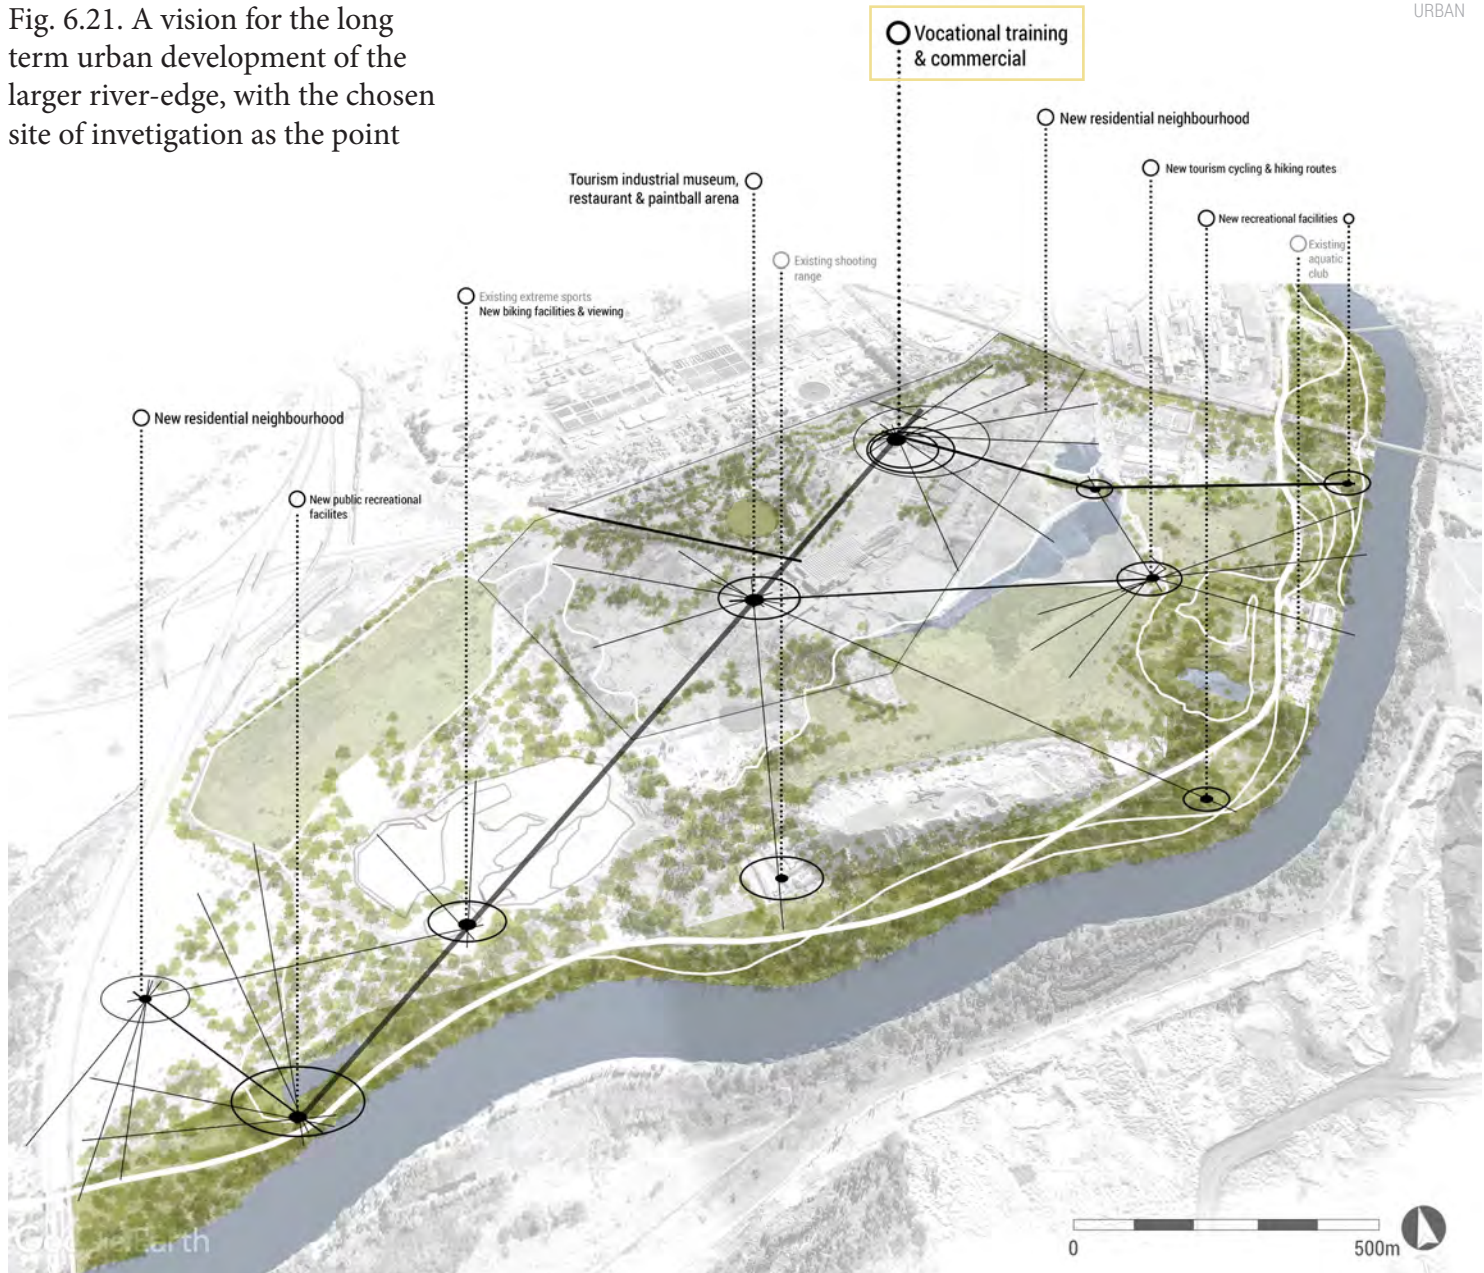 Fig. 6.21. A vision for the long
term urban development of the
larger river-edge, with the chosen
site of invetigation as the point
URBAN
Vocational training
& commercial
New residential neighbourhood
New tourism cycling & hiking routes
Tourism industrial museum,
restaurant & paintball arena
New recreational facilities
Existing
aquatic
club
Existing shooting
range
Existing extreme sports
New biking facilities & viewing
New residential neighbourhood
New public recreational
facilites
Google Earth
0
500m